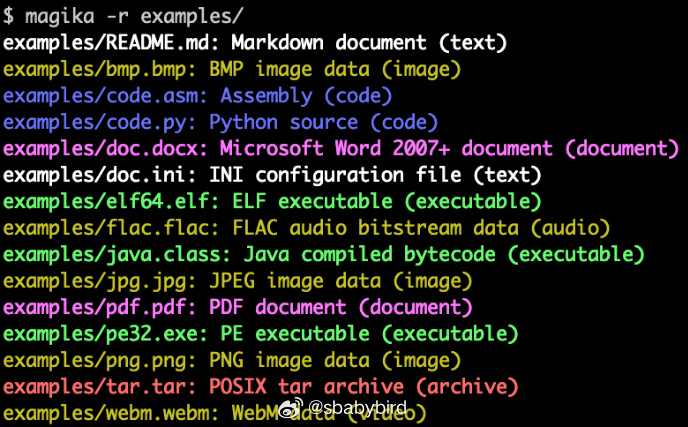 $ magika -r examples/
examples/README.md: Markdown document (text)
examples/bmp.bmp: BMP image data (image)
examples/code.asm: Assembly (code)
examples/code.py: Python source (code)
examples/doc.docx: Microsoft Word 2007+ document (document)
examples/doc.ini: INI configuration file (text)
examples/elf64.elf: ELF executable (executable)
examples/flac.flac: FLAC audio bitstream data (audio)
examples/java.class: Java compiled bytecode (executable)
examples/jpg.jpg: JPEG image data (image)
examples/pdf.pdf: PDF document (document)
examples/pe32.exe: PE executable (executable)
examples/png.png: PNG image data (image)
examples/tar.tar: POSIX tar archive (archive)
examples/webm.webm: WebM data (video)
@sbabybird